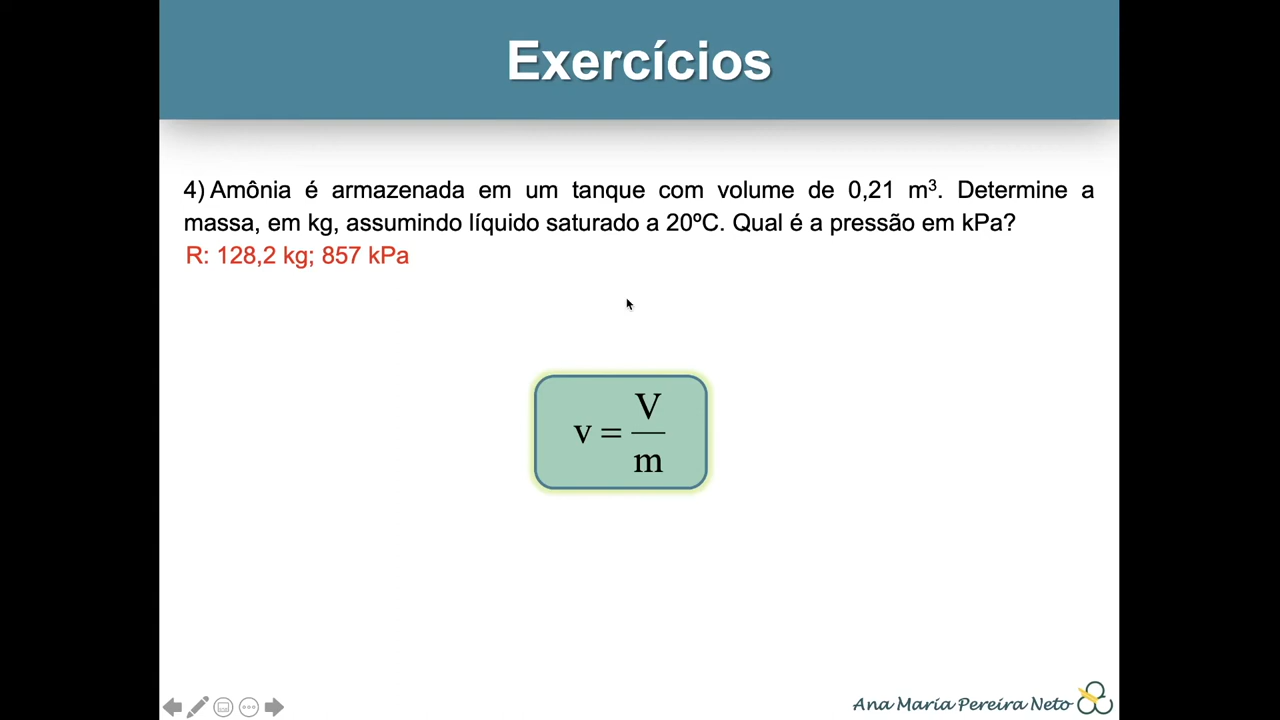 Exercícios
4) Amônia é armazenada em um tanque com volume de 0,21 m³. Determine a
massa, em kg, assumindo líquido saturado a 20ºC. Qual é a pressão em kPa?
R: 128,2 kg; 857 kPa
v = V/m
Ana Maria Pereira Neto